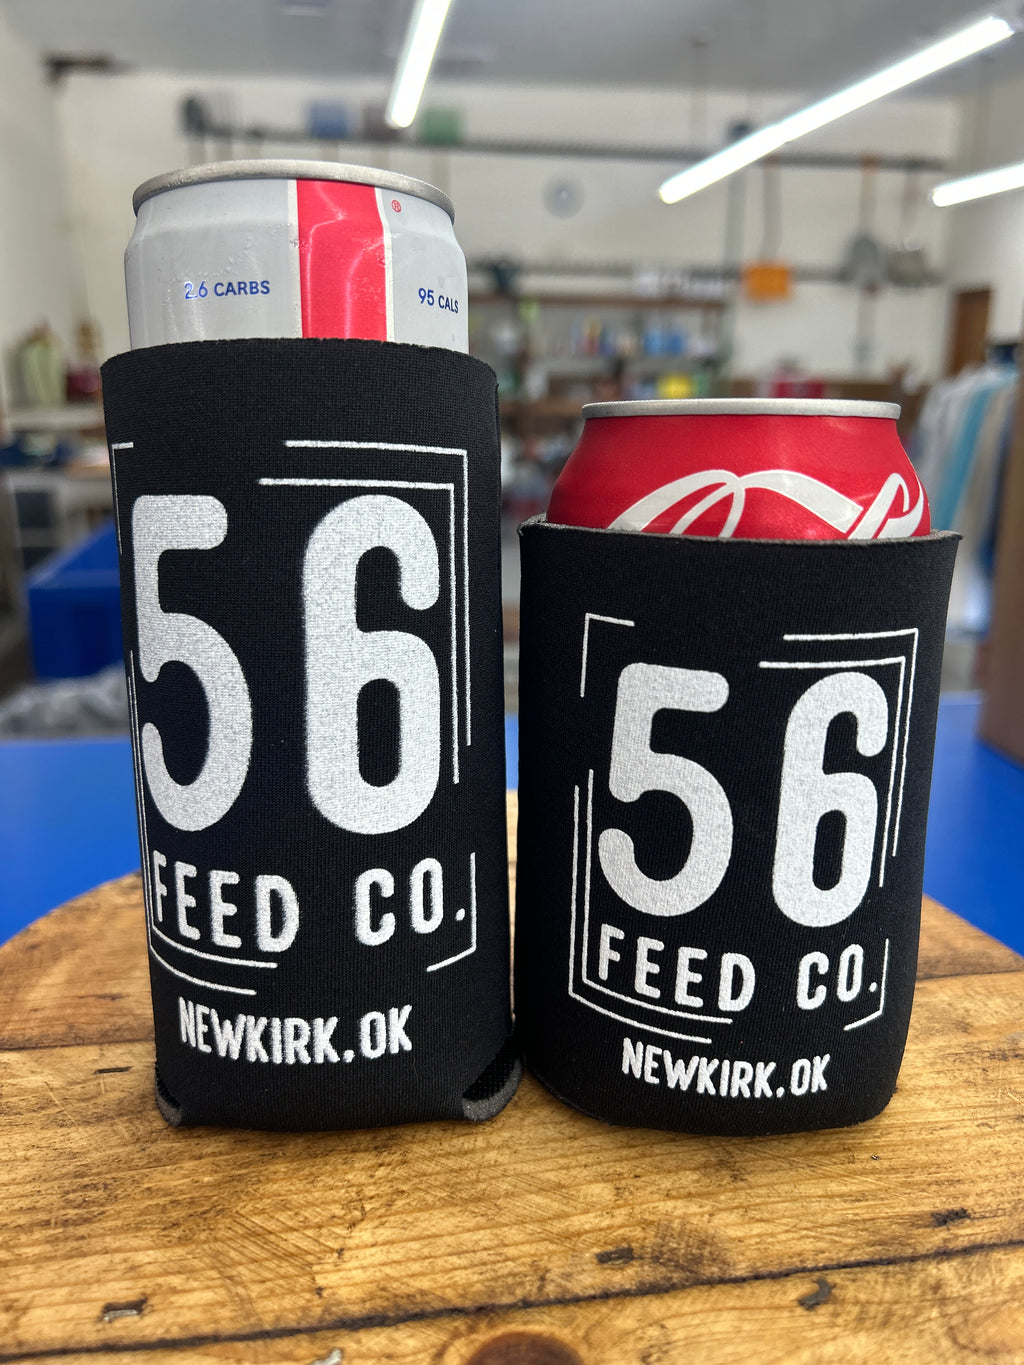 2.6 CARBS
®
95 CALS
56
FEED CO.
NEWKIRK, OK
56
FEED CO.
NEWKIRK, OK